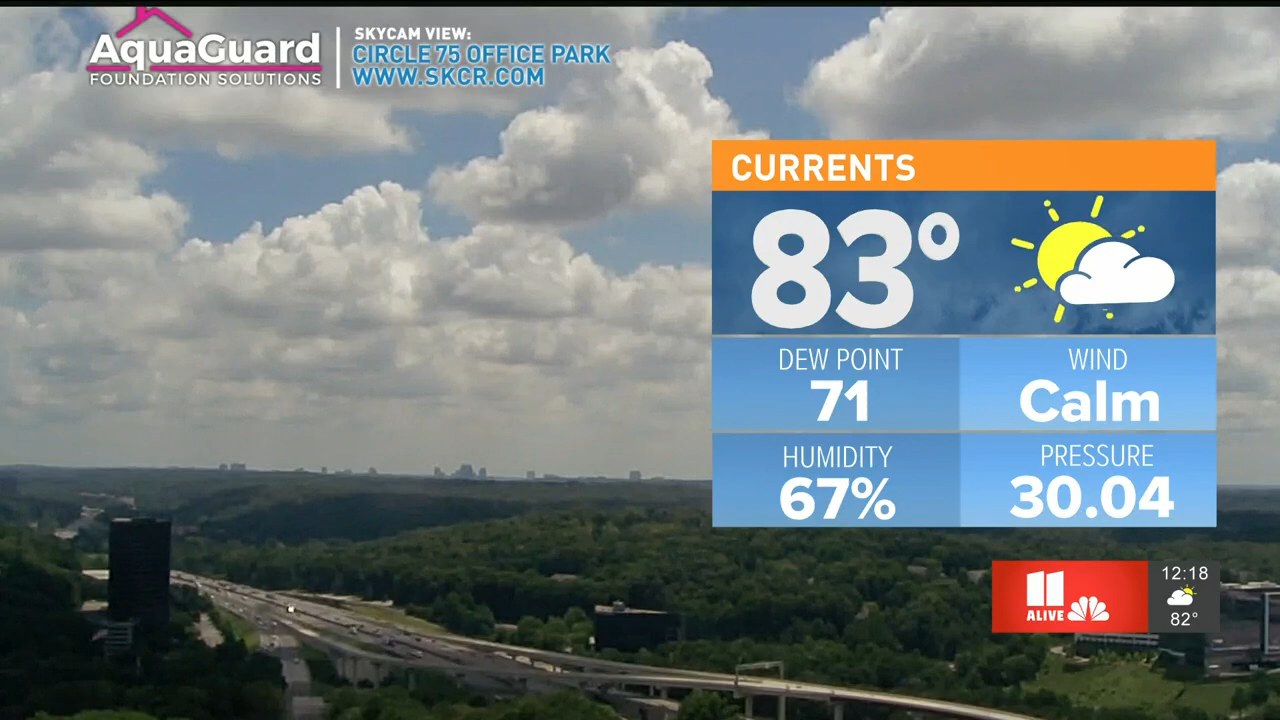 AquaGuard
FOUNDATION SOLUTIONS
SKYCAM VIEW:
CIRCLE 75 OFFICE PARK
WWW.SKCR.COM
CURRENTS
83°
DEW POINT
71
WIND
Calm
HUMIDITY
67%
PRESSURE
30.04
11
ALIVE
12:18
82°